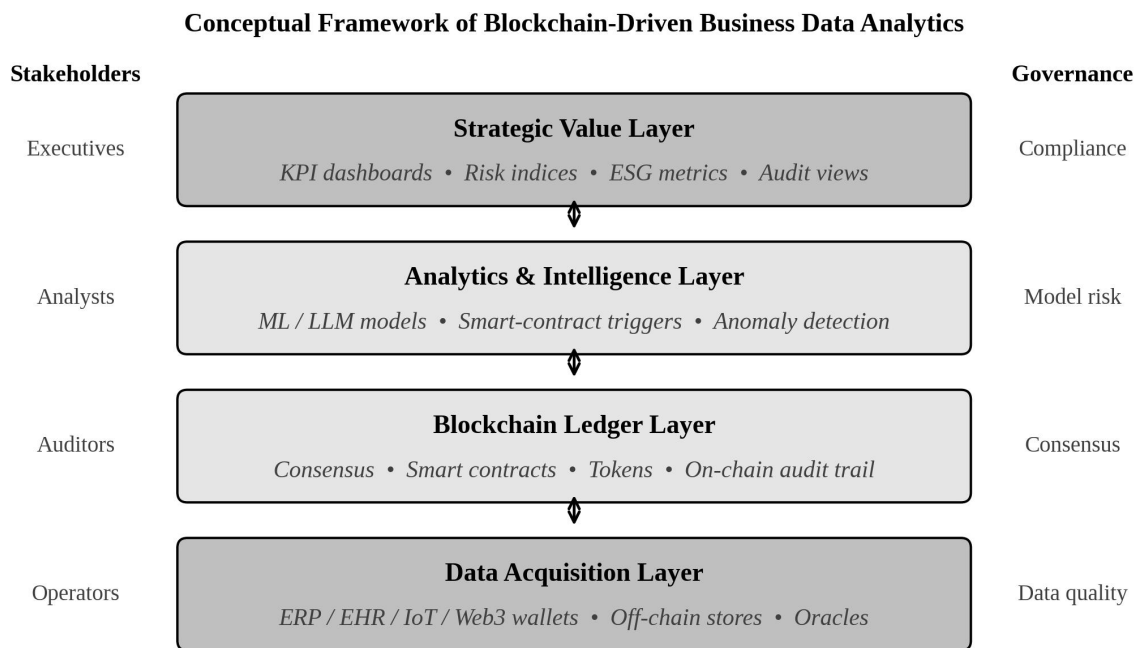 Conceptual Framework of Blockchain-Driven Business Data Analytics
Stakeholders
Governance
Strategic Value Layer
Executives
KPI dashboards • Risk indices • ESG metrics • Audit views
Compliance
Analytics & Intelligence Layer
Analysts
ML / LLM models • Smart-contract triggers • Anomaly detection
Model risk
Blockchain Ledger Layer
Auditors
Consensus • Smart contracts • Tokens • On-chain audit trail
Consensus
Data Acquisition Layer
Operators
ERP / EHR / IoT / Web3 wallets • Off-chain stores • Oracles
Data quality